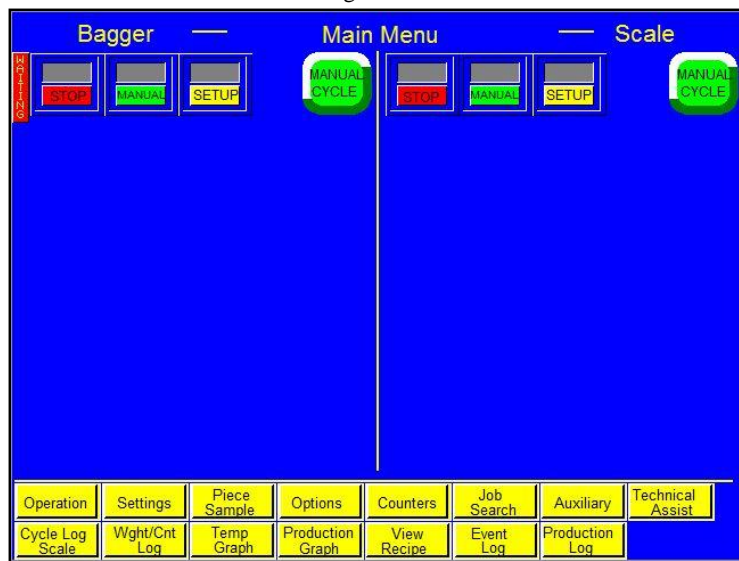 Bagger — Main Menu — Scale
WAITING
STOP MANUAL SETUP MANUAL CYCLE STOP MANUAL SETUP MANUAL CYCLE
Operation Settings Piece Sample Options Counters Job Search Auxiliary Technical Assist
Cycle Log Scale Wght/Cnt Log Temp Graph Production Graph View Recipe Event Log Production Log